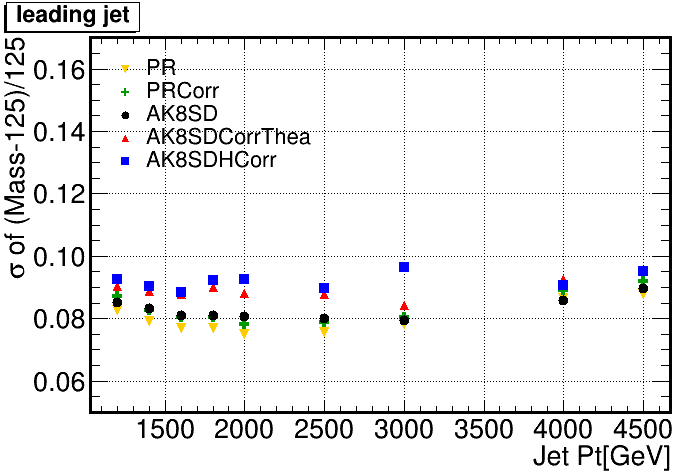 leading jet
σ of (Mass-125)/125
0.16
0.14
0.12
0.10
0.08
0.06
PR
PRCorr
AK8SD
AK8SDCorrThea
AK8SDHCorr
1500 2000 2500 3000 3500 4000 4500
Jet Pt[GeV]